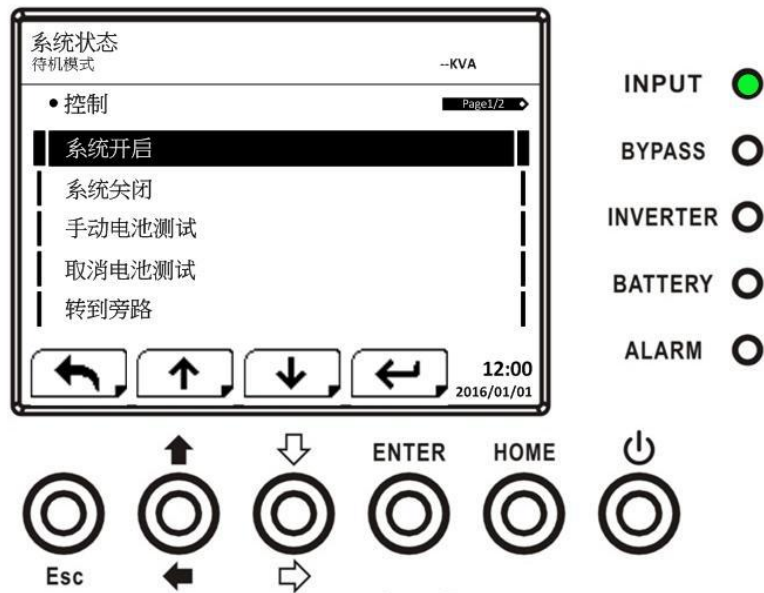 系统状态
待机模式
--KVA
● 控制
Page1/2
系统开启
系统关闭
手动电池测试
取消电池测试
转到旁路
12:00
2016/01/01
INPUT
BYPASS
INVERTER
BATTERY
ALARM
ENTER
HOME
Esc